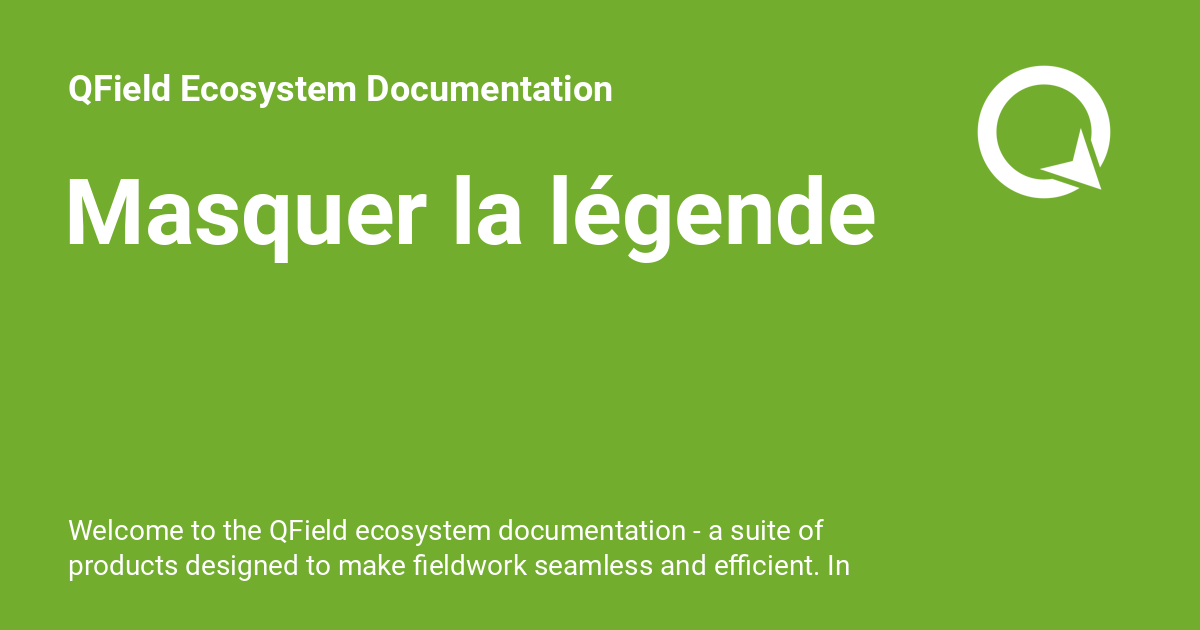 QField Ecosystem Documentation
Masquer la légende
Welcome to the QField ecosystem documentation - a suite of
products designed to make fieldwork seamless and efficient. In